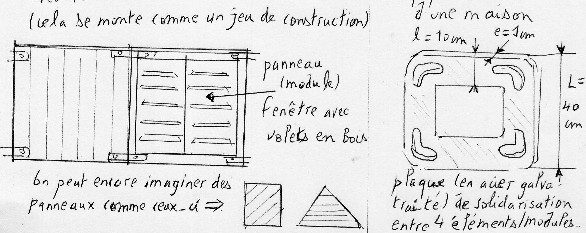 (cela se monte comme un jeu de construction)
panneau
(module)
fenêtre avec
volets en bois
On peut encore imaginer des
panneaux comme ceux-ci ⇒
d'une maison
l = 10 cm
e = 1 cm
L =
40
cm
plaque (en acier galva
traité) de solidarisation
entre 4 éléments/modules